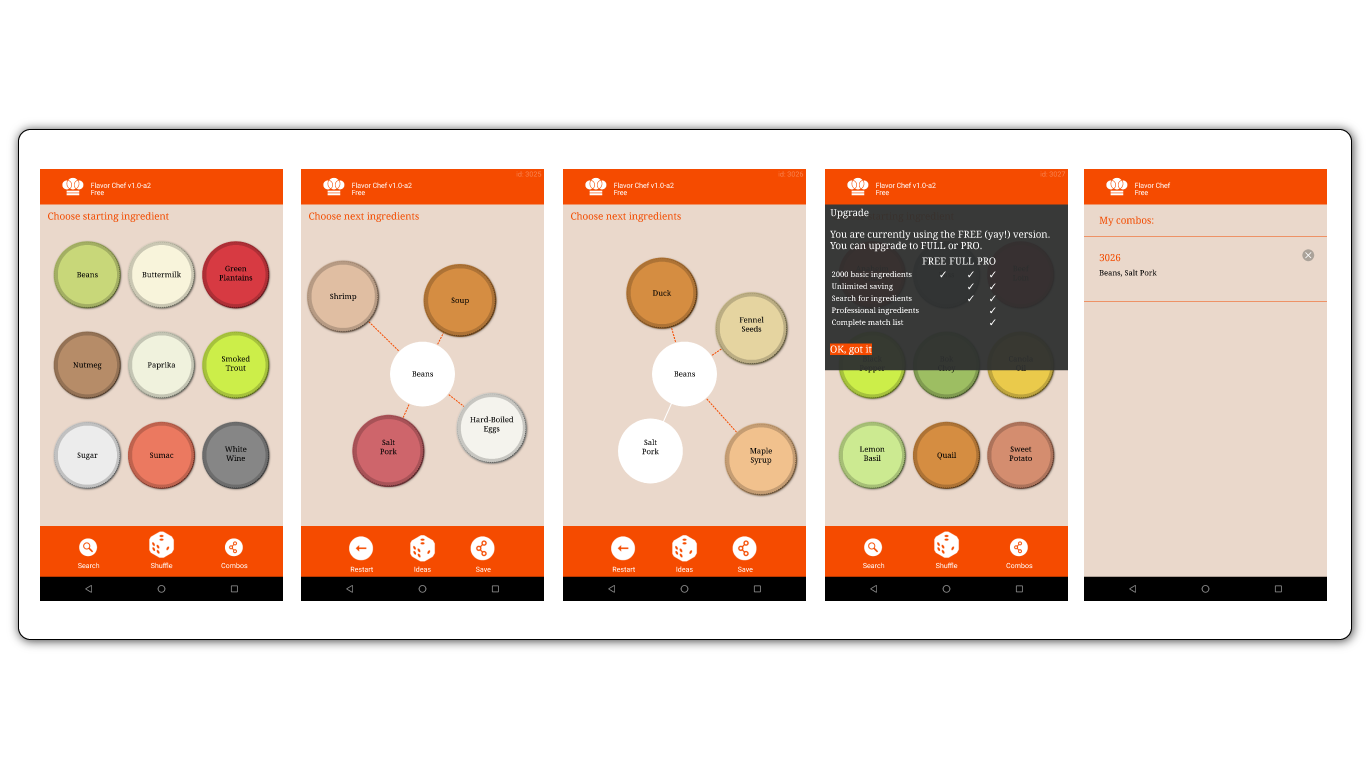 Flavor Chef v1.0-a2
Free
Choose starting ingredient
Beans
Buttermilk
Green
Plantains
Nutmeg
Paprika
Smoked
Trout
Sugar
Sumac
White
Wine
Search
Shuffle
Combos
id 3025
Flavor Chef v1.0-a2
Free
Choose next ingredients
Shrimp
Soup
Beans
Hard-Boiled
Eggs
Salt
Pork
Restart
Ideas
Save
id 3026
Flavor Chef v1.0-a2
Free
Choose next ingredients
Duck
Fennel
Seeds
Beans
Salt
Pork
Maple
Syrup
Restart
Ideas
Save
id 3027
Flavor Chef v1.0-a2
Free
Upgrade
You are currently using the FREE (yay!) version.
You can upgrade to FULL or PRO.
FREE FULL PRO
2000 basic ingredients ✓ ✓ ✓
Unlimited saving ✓ ✓
Search for ingredients ✓ ✓
Professional ingredients ✓
Complete match list ✓
OK, got it
Lemon
Basil
Quail
Sweet
Potato
Search
Shuffle
Combos
Flavor Chef
Free
My combos:
3026
Beans, Salt Pork